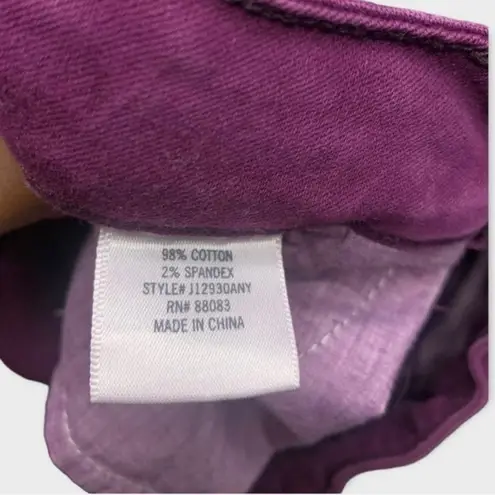 98% COTTON
2% SPANDEX
STYLE# J12930ANY
RN# 88083
MADE IN CHINA